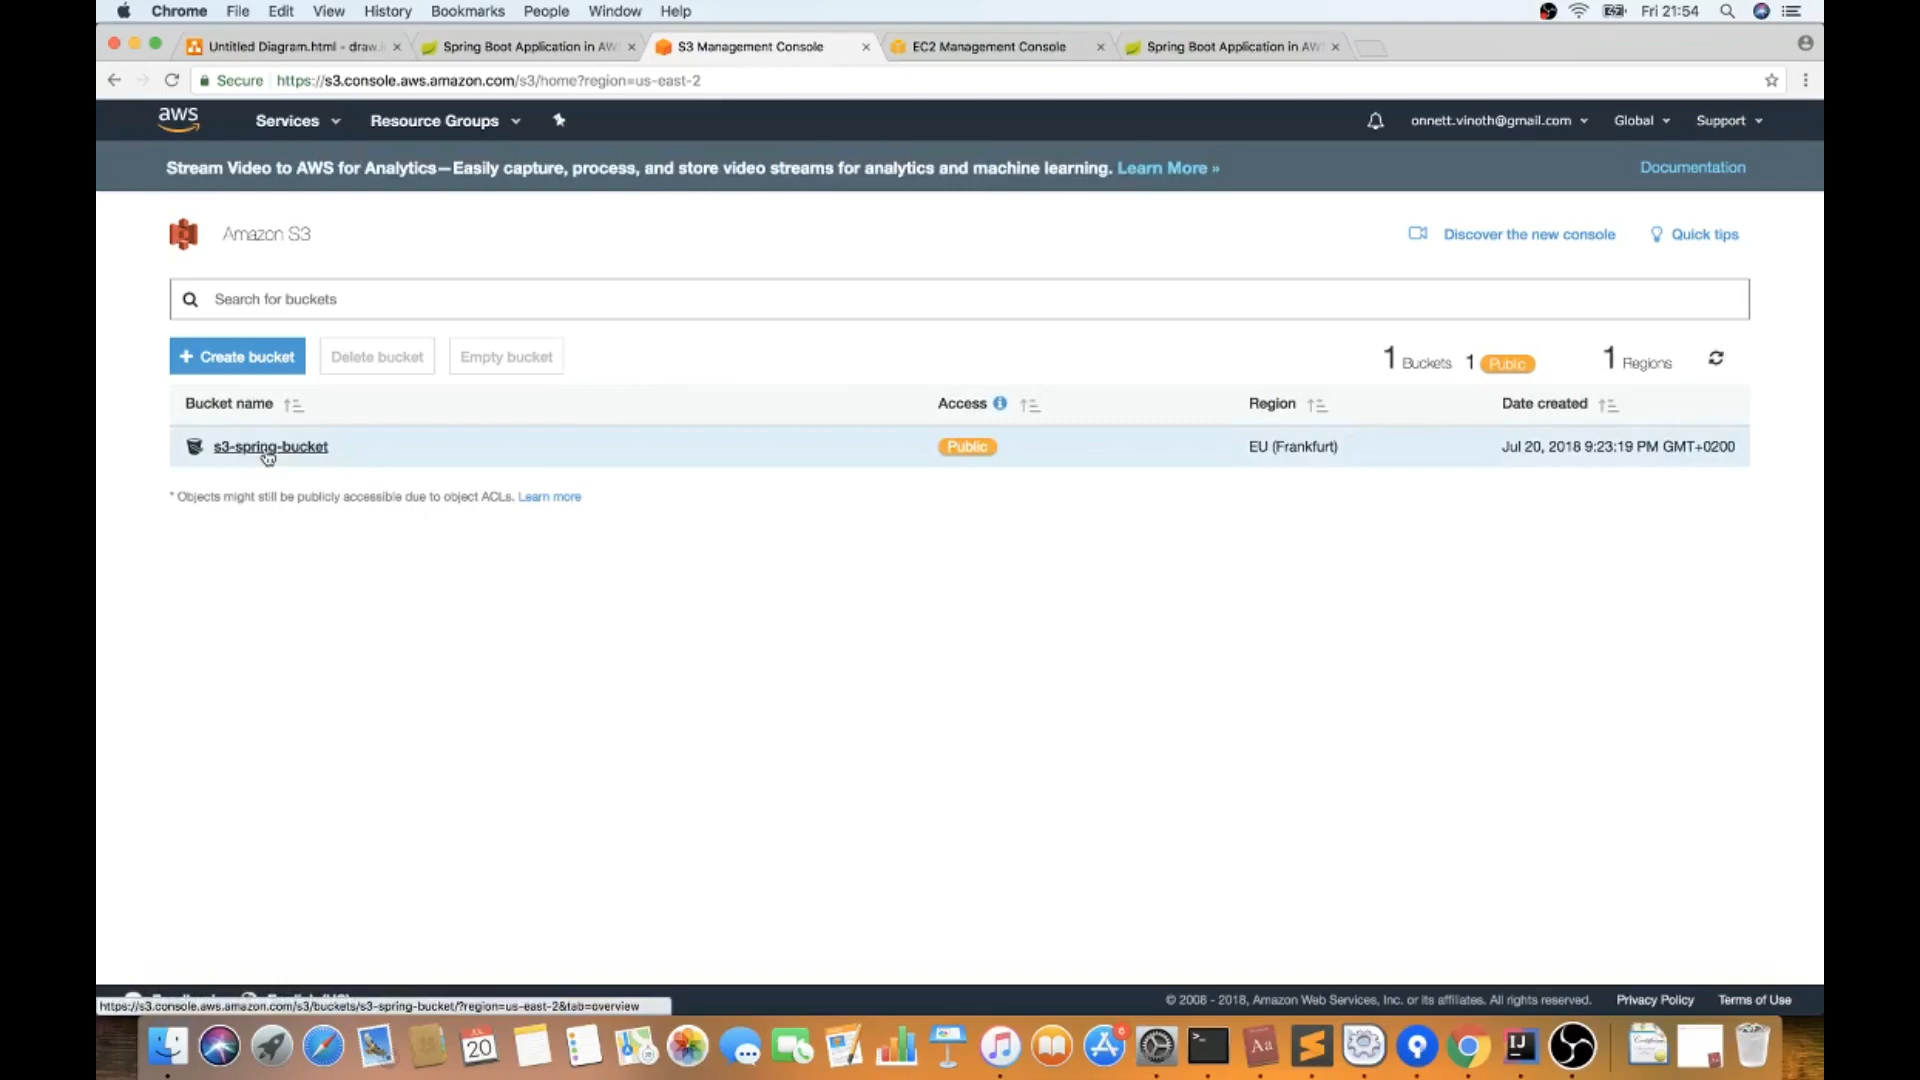 Chrome File Edit View History Bookmarks People Window Help Fri 21:54
Untitled Diagram.html - draw. Spring Boot Application in AW S3 Management Console EC2 Management Console Spring Boot Application in AW
Secure https://s3.console.aws.amazon.com/s3/home?region=us-east-2
aws Services Resource Groups onnett.vinoth@gmail.com Global Support
Stream Video to AWS for Analytics—Easily capture, process, and store video streams for analytics and machine learning. Learn More » Documentation
Amazon S3 Discover the new console Quick tips
Search for buckets
+ Create bucket Delete bucket Empty bucket 1 Buckets 1 Public 1 Regions
Bucket name Access Region Date created
s3-spring-bucket Public EU (Frankfurt) Jul 20, 2018 9:23:19 PM GMT+0200
* Objects might still be publicly accessible due to object ACLs. Learn more
© 2008 - 2018, Amazon Web Services, Inc. or its affiliates. All rights reserved. Privacy Policy Terms of Use
https://s3.console.aws.amazon.com/s3/buckets/s3-spring-bucket/?region=us-east-2&tab=overview
JUL
20
Aa
IJ